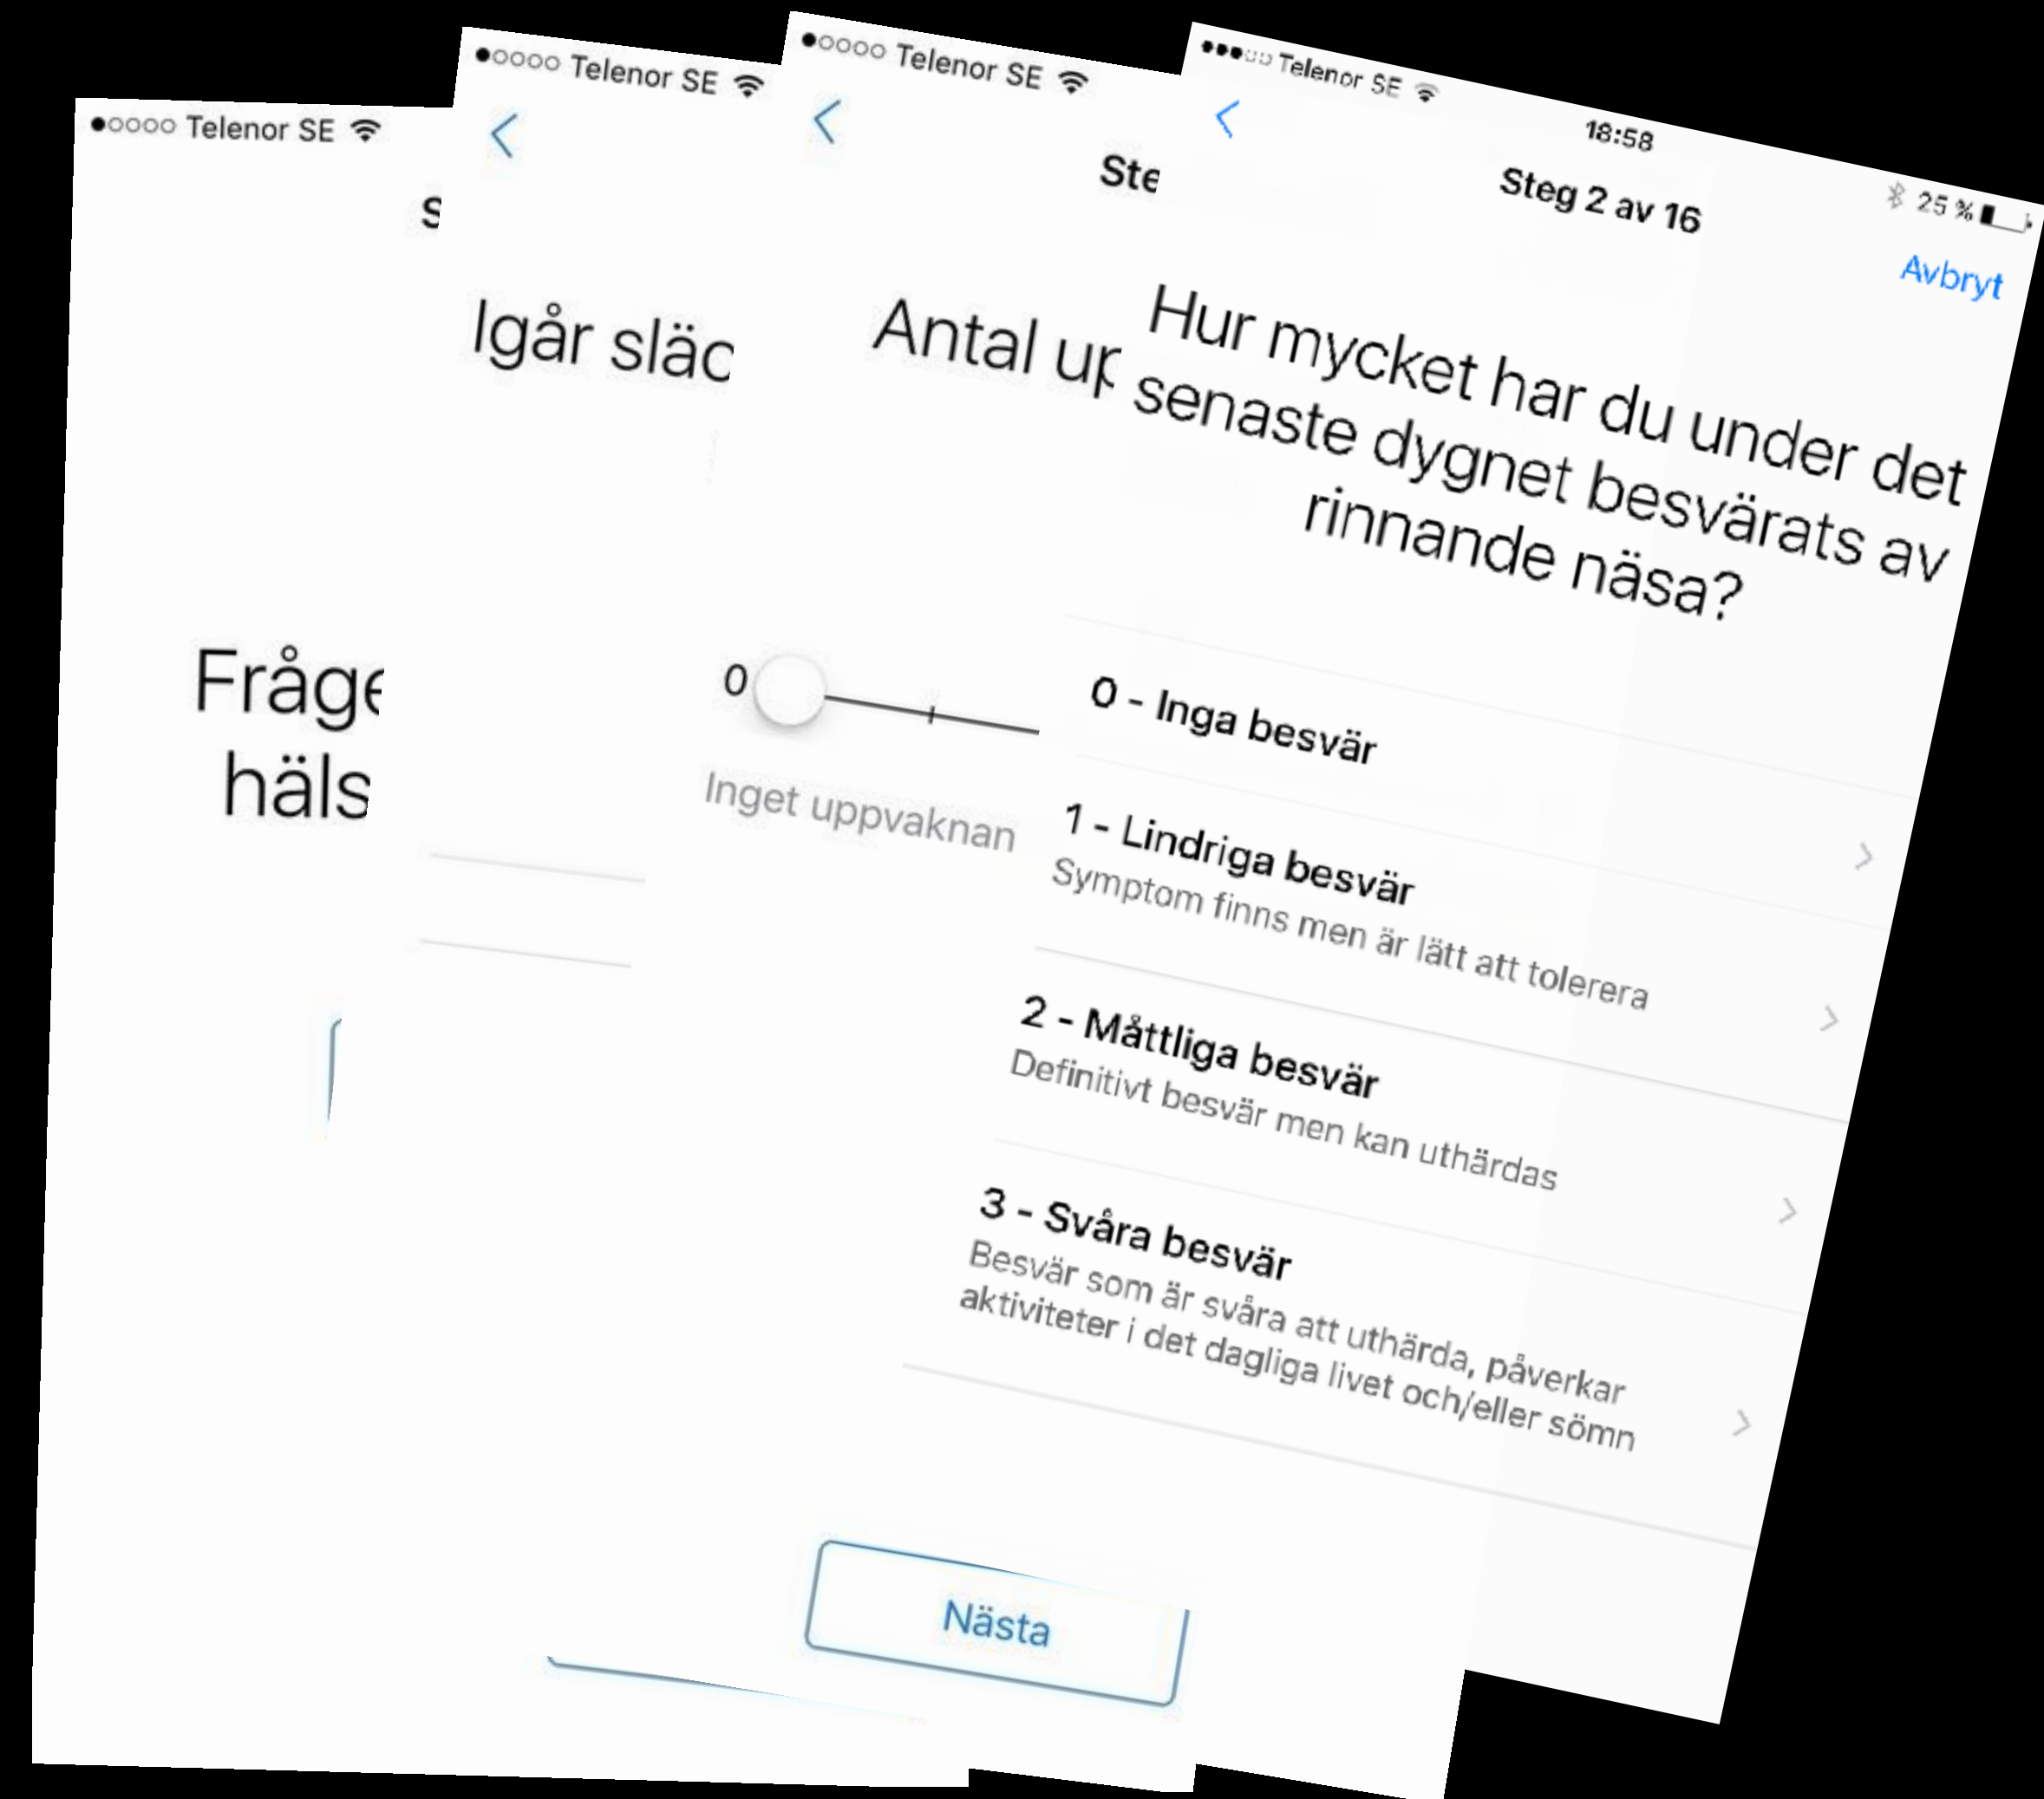 Telenor SE
S
Fråge
häls
Telenor SE
Igår släc
Telenor SE
Ste
Antal up
0
Inget uppvaknan
Nästa
Telenor SE
18:58
25 %
Steg 2 av 16
Avbryt
Hur mycket har du under det
senaste dygnet besvärats av
rinnande näsa?
0 - Inga besvär
1 - Lindriga besvär
Symptom finns men är lätt att tolerera
2 - Måttliga besvär
Definitivt besvär men kan uthärdas
3 - Svåra besvär
Besvär som är svåra att uthärda, påverkar
aktiviteter i det dagliga livet och/eller sömn